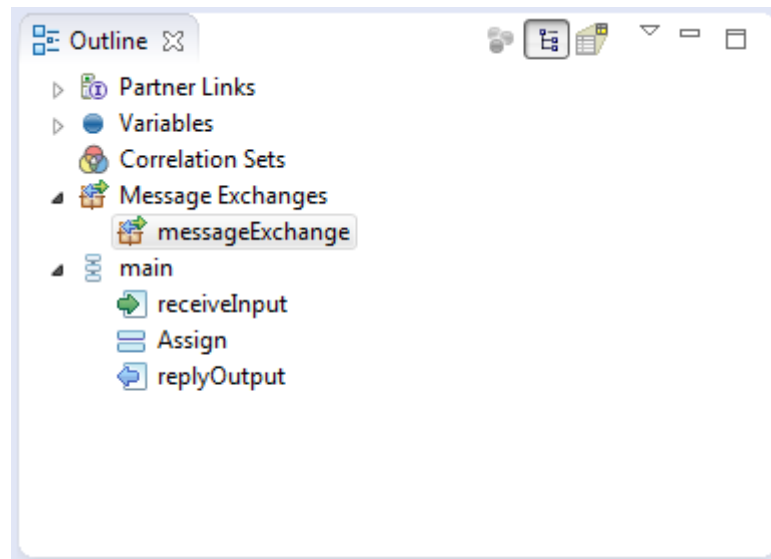 Outline
Partner Links
Variables
Correlation Sets
Message Exchanges
messageExchange
main
receiveInput
Assign
replyOutput